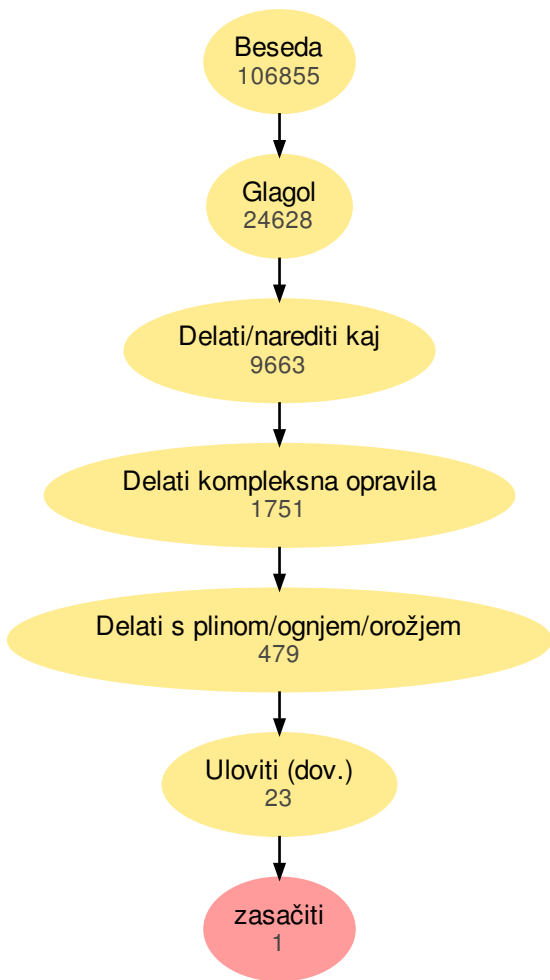 Beseda
106855
Glagol
24628
Delati/narediti kaj
9663
Delati kompleksna opravila
1751
Delati s plinom/ognjem/orožjem
479
Uloviti (dov.)
23
zasačiti
1